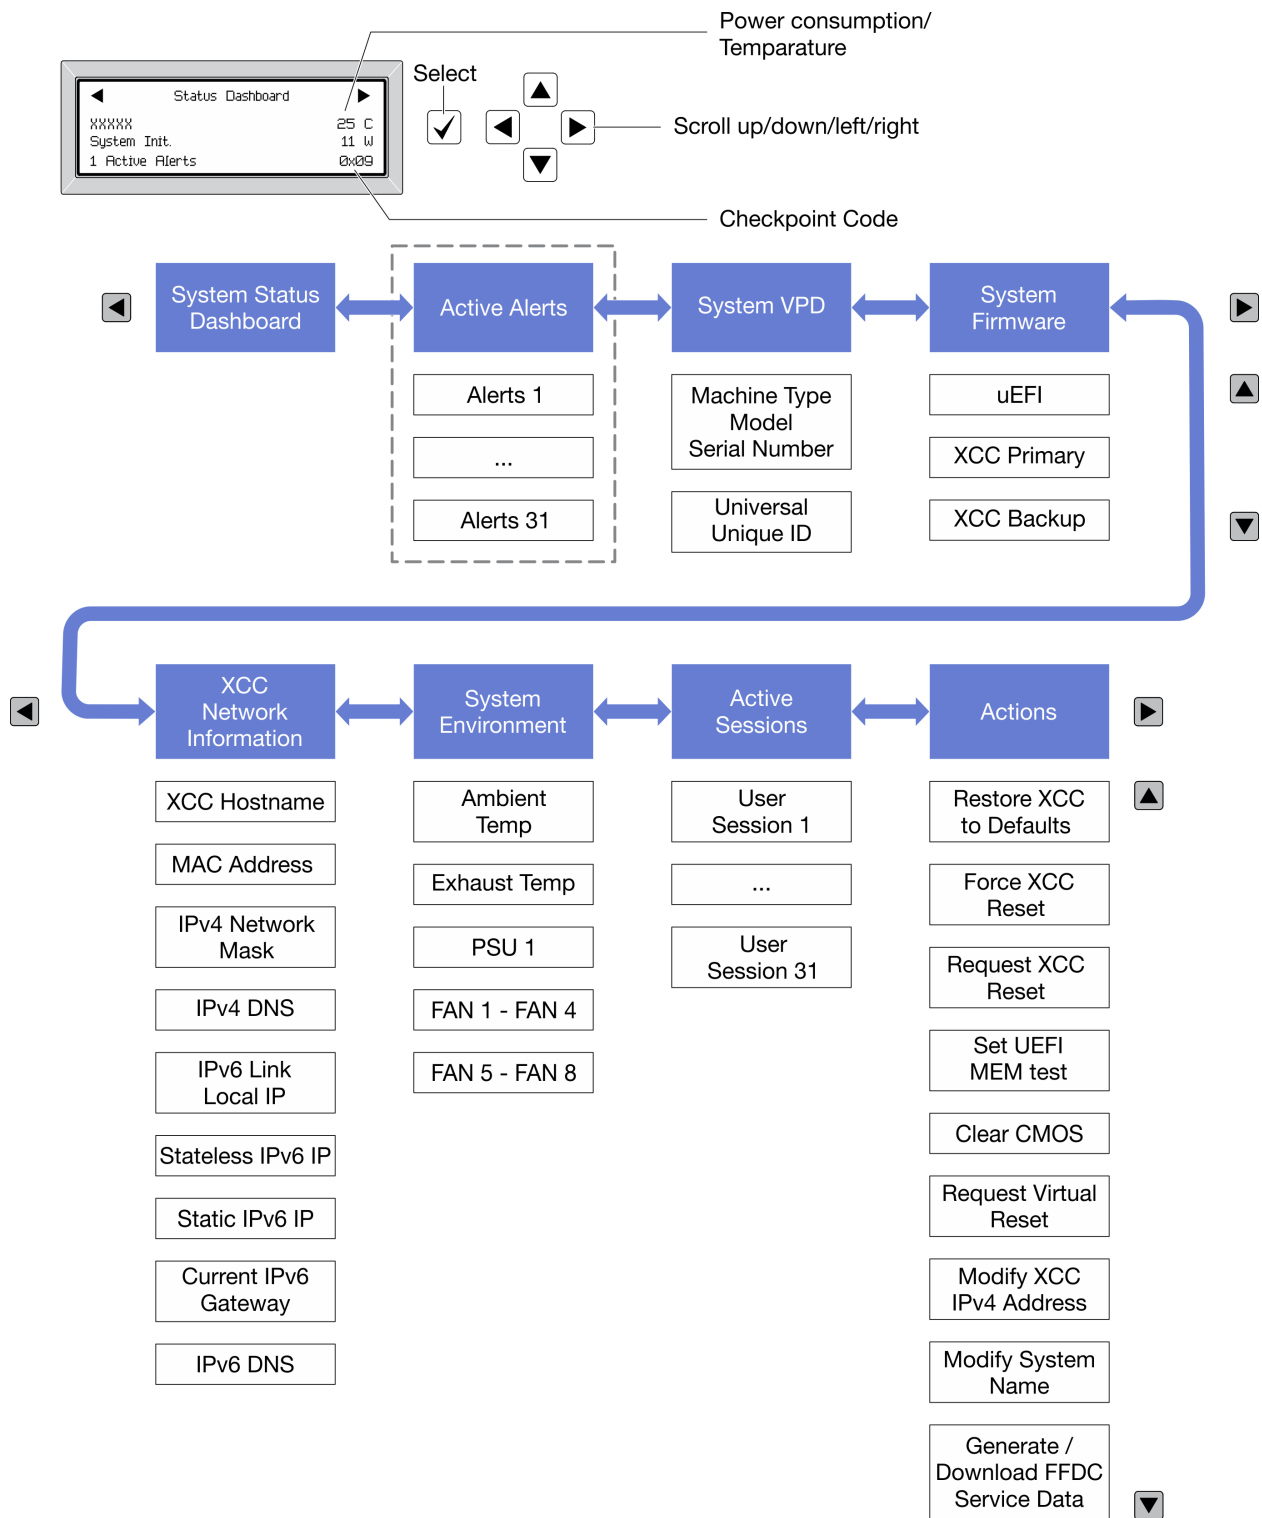 Power consumption/
Temparature
Select
Status Dashboard
XXXXX 25 C
System Init. 11 W
1 Active Alerts 0x09
Scroll up/down/left/right
Checkpoint Code
System Status
Dashboard
Active Alerts
System VPD
System
Firmware
Alerts 1
...
Alerts 31
Machine Type
Model
Serial Number
Universal
Unique ID
uEFI
XCC Primary
XCC Backup
XCC
Network
Information
System
Environment
Active
Sessions
Actions
XCC Hostname
MAC Address
IPv4 Network
Mask
IPv4 DNS
IPv6 Link
Local IP
Stateless IPv6 IP
Static IPv6 IP
Current IPv6
Gateway
IPv6 DNS
Ambient
Temp
Exhaust Temp
PSU 1
FAN 1 - FAN 4
FAN 5 - FAN 8
User
Session 1
...
User
Session 31
Restore XCC
to Defaults
Force XCC
Reset
Request XCC
Reset
Set UEFI
MEM test
Clear CMOS
Request Virtual
Reset
Modify XCC
IPv4 Address
Modify System
Name
Generate /
Download FFDC
Service Data